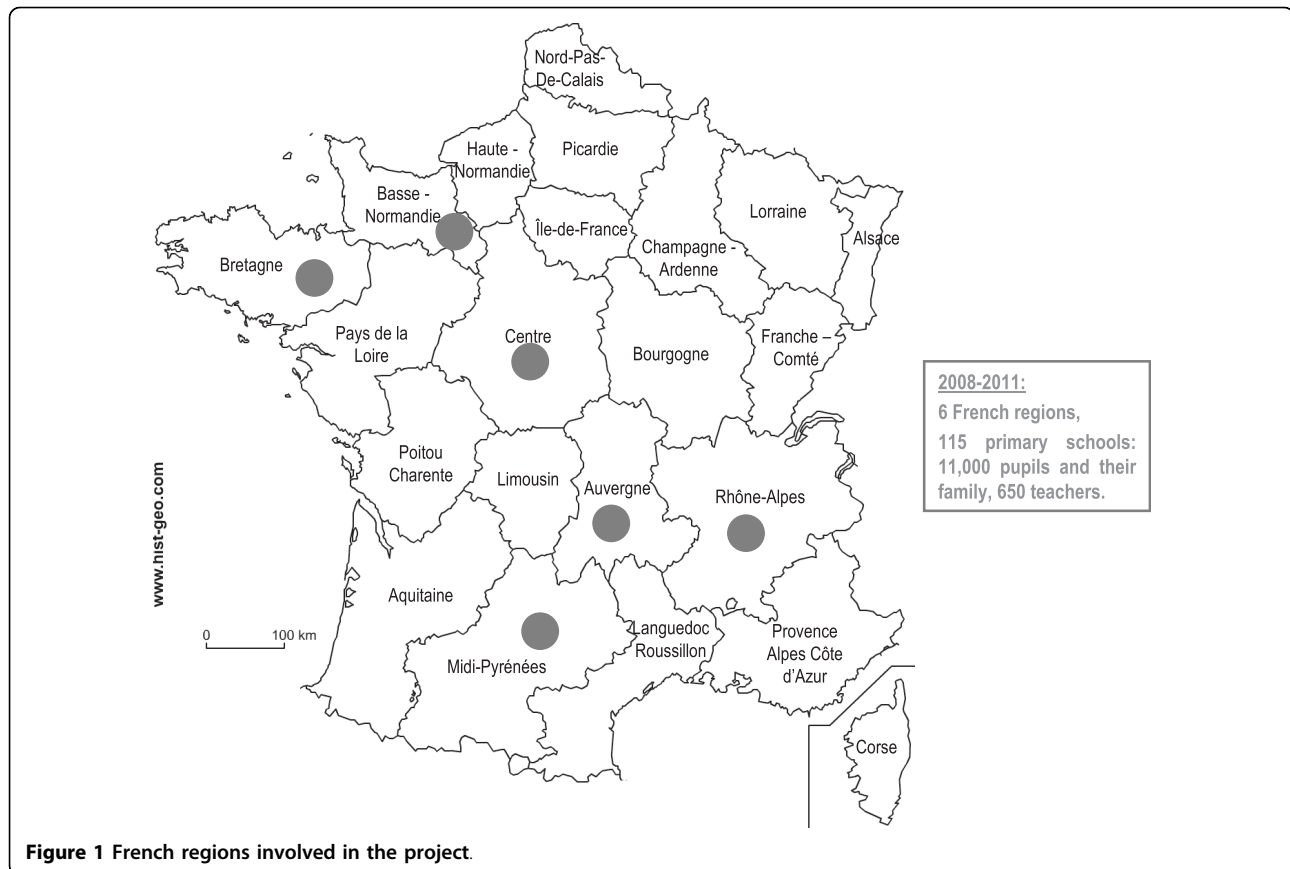 Nord-Pas-
De-Calais
Haute -
Normandie
Picardie
Basse -
Normandie
Île-de-France
Lorraine
Alsace
Champagne -
Ardenne
Bretagne
Pays de la
Loire
Centre
Bourgogne
Franche –
Comté
2008-2011:
6 French regions,
115 primary schools:
11,000 pupils and their
family, 650 teachers.
Poitou
Charente
Limousin
Auvergne
Rhône-Alpes
www.hist-geo.com
Aquitaine
0 100 km
Midi-Pyrénées
Languedoc
Roussillon
Provence
Alpes Côte
d'Azur
Corse
Figure 1 French regions involved in the project.